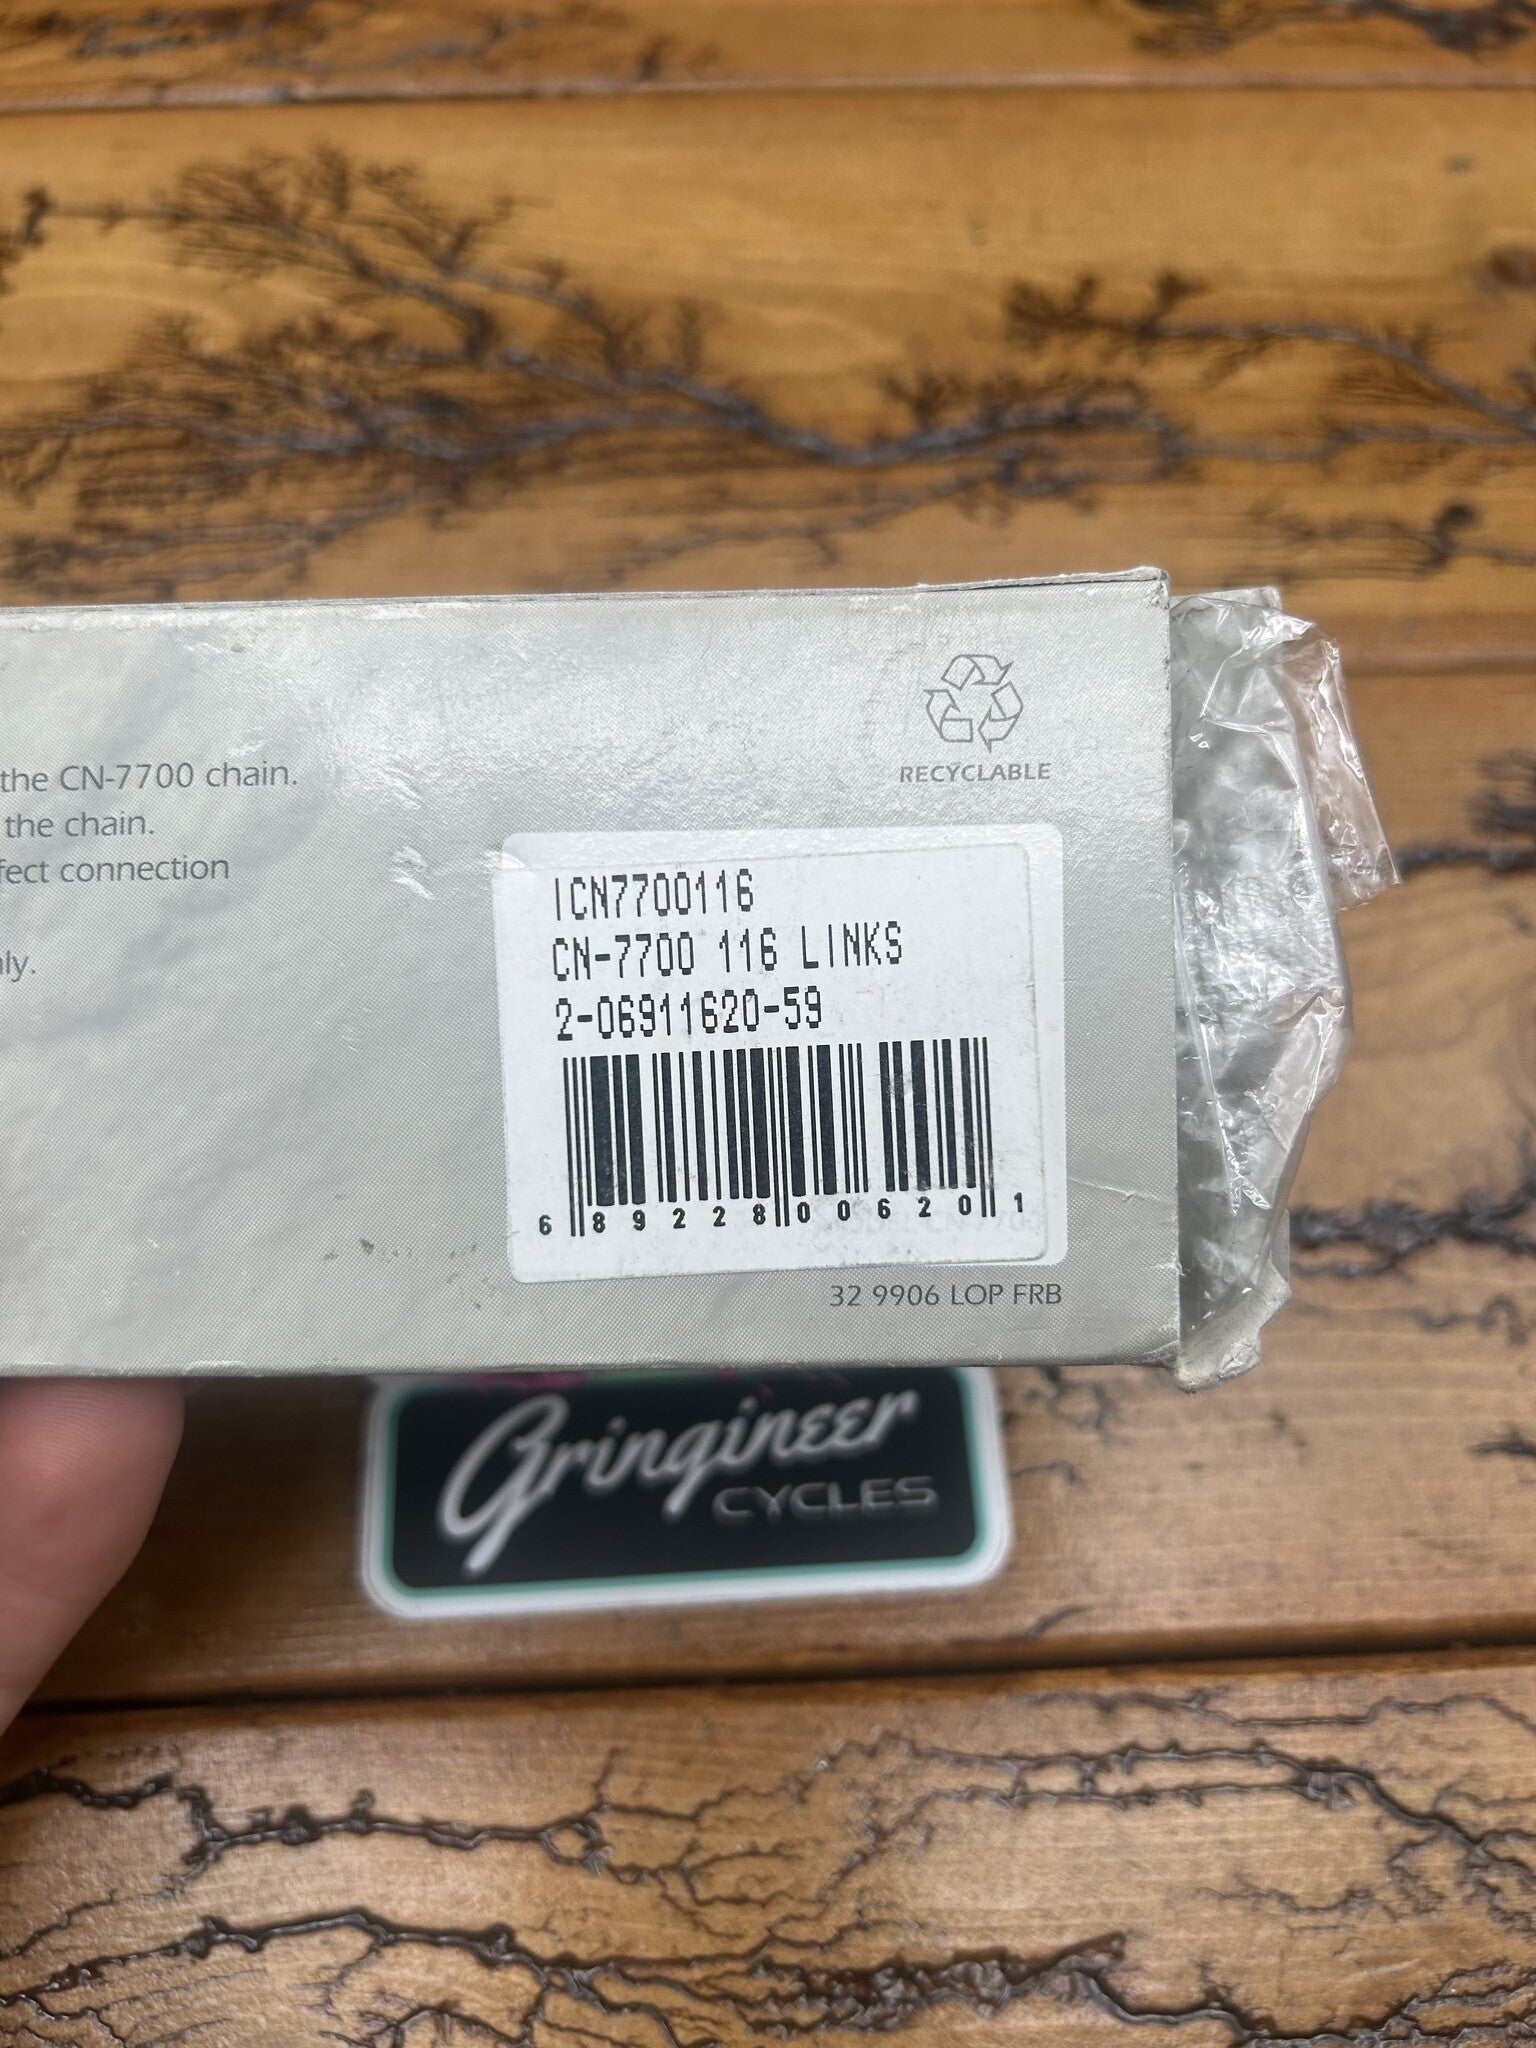 the CN-7700 chain.
the chain.
fect connection
ly.
RECYCLABLE
ICN7700116
CN-7700 116 LINKS
2-06911620-59
6 89228 00620 1
32 9906 LOP FRB
Gringineer
CYCLES